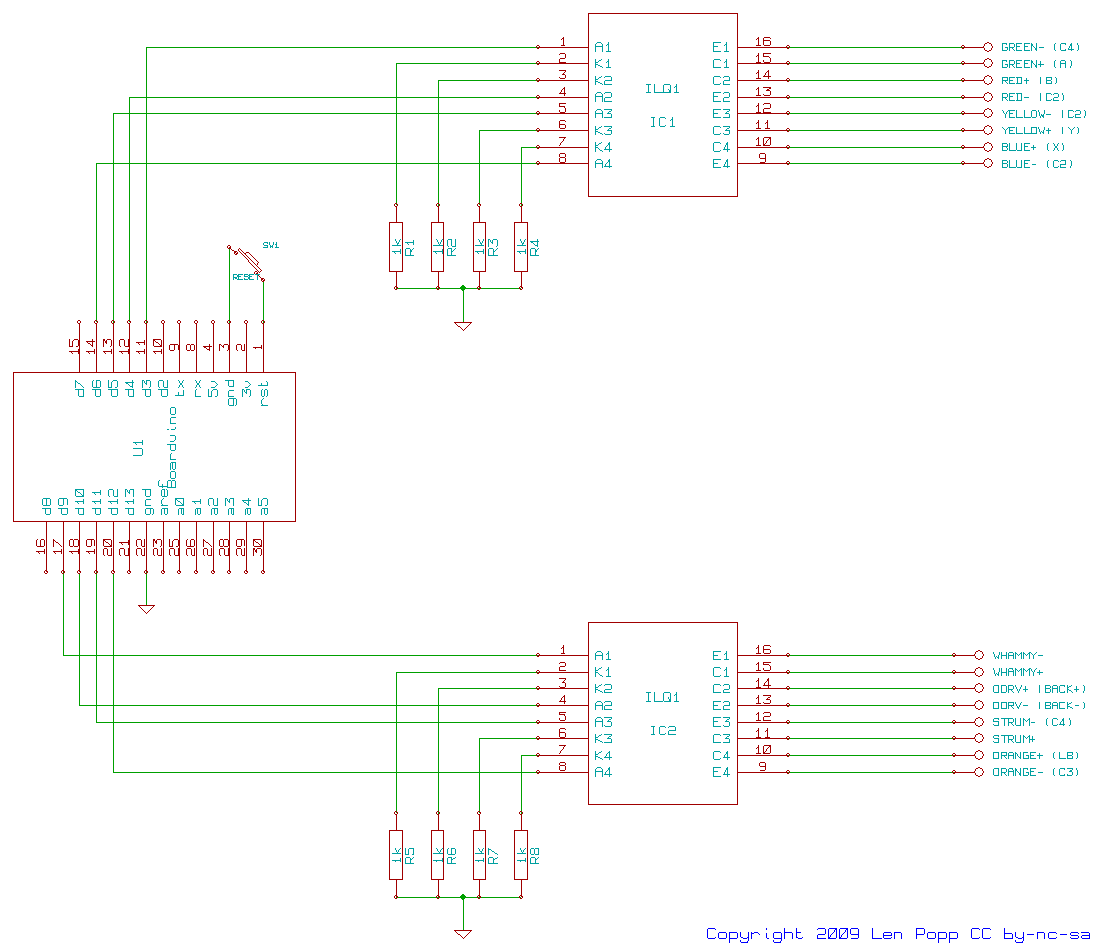 1 A1 E1 16 GREEN- (C4)
2 K1 C1 15 GREEN+ (A)
3 K2 C2 14 RED+ (B)
4 A2 E2 13 RED- (C2)
5 A3 E3 12 YELLOW- (C2)
6 K3 C3 11 YELLOW+ (Y)
7 K4 C4 10 BLUE+ (X)
8 A4 E4 9 BLUE- (C2)
ILQ1
IC1
1k R1 1k R2 1k R3 1k R4
SW1
RESET
15 14 13 12 11 10 9 8 4 3 2 1
d7 d6 d5 d4 d3 d2 tx rx 5v gnd 3v rst
U1
Boarduino
d8 d9 d10 d11 d12 d13 gnd aref a0 a1 a2 a3 a4 a5
16 17 18 19 20 21 22 23 25 26 27 28 29 30
1 A1 E1 16 WHAMMY-
2 K1 C1 15 WHAMMY+
3 K2 C2 14 ODRV+ (BACK+)
4 A2 E2 13 ODRV- (BACK-)
5 A3 E3 12 STRUM- (C4)
6 K3 C3 11 STRUM+
7 K4 C4 10 ORANGE+ (LB)
8 A4 E4 9 ORANGE- (C3)
ILQ1
IC2
1k R5 1k R6 1k R7 1k R8
Copyright 2009 Len Popp CC by-nc-sa